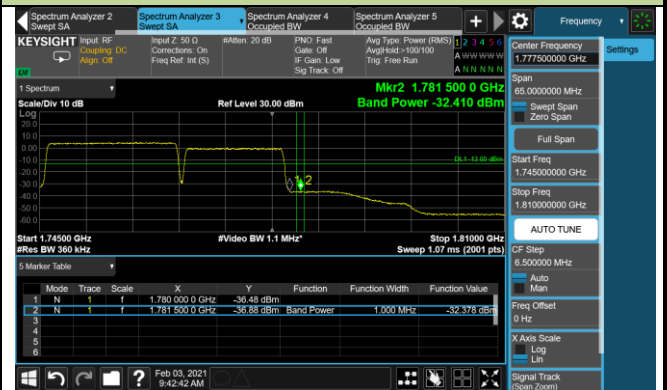 Spectrum Analyzer 2
Swept SA
Spectrum Analyzer 3
Swept SA
Spectrum Analyzer 4
Occupied BW
Spectrum Analyzer 5
Occupied BW
+
Frequency
KEYSIGHT
Input: RF
Coupling: DC
Align: Off
Input Z: 50 Ω
Corrections: On
Freq Ref: Int (S)
#Atten: 20 dB
PNO: Fast
Gate: Off
IF Gain: Low
Sig Track: Off
Avg Type: Power (RMS)
Avg|Hold:>100/100
Trig: Free Run
1 2 3 4 5 6
A W W W W W
A N N N N N
LXI
1 Spectrum
Mkr2 1.781 500 0 GHz
Scale/Div 10 dB
Ref Level 30.00 dBm
Band Power -32.410 dBm
Log
20.0
10.0
0.00
-10.0
-20.0
-30.0
-40.0
-50.0
-60.0
DL1 -13.00 dBm
1
2
Start 1.74500 GHz
#Video BW 1.1 MHz*
Stop 1.81000 GHz
#Res BW 360 kHz
Sweep 1.07 ms (2001 pts)
5 Marker Table
Mode Trace Scale X Y Function Function Width Function Value
1 N 1 f 1.780 000 0 GHz -36.48 dBm
2 N 1 f 1.781 500 0 GHz -36.88 dBm Band Power 1.000 MHz -32.378 dBm
3
4
5
6
?
Feb 03, 2021
9:42:42 AM
Center Frequency
1.777500000 GHz
Settings
Span
65.0000000 MHz
Swept Span
Zero Span
Full Span
Start Freq
1.745000000 GHz
Stop Freq
1.810000000 GHz
AUTO TUNE
CF Step
6.500000 MHz
Auto
Man
Freq Offset
0 Hz
X Axis Scale
Log
Lin
Signal Track
(Span Zoom)